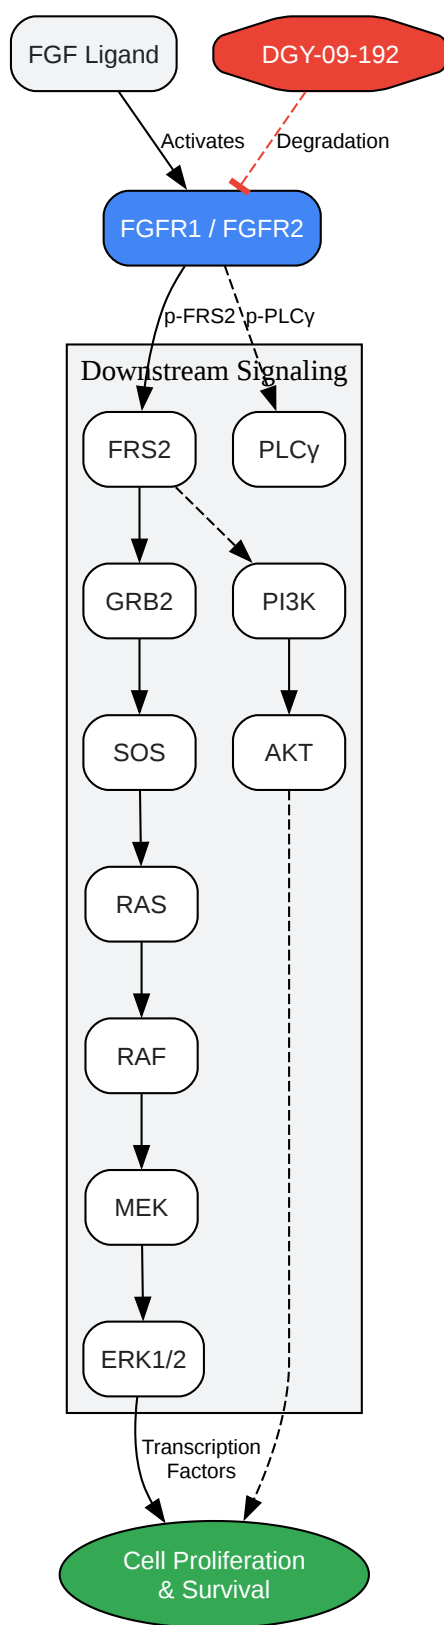 FGF Ligand
DGY-09-192
Activates
Degradation
FGFR1 / FGFR2
p-FRS2
p-PLCγ
Downstream Signaling
FRS2
PLCγ
GRB2
PI3K
SOS
AKT
RAS
RAF
MEK
ERK1/2
Transcription
Factors
Cell Proliferation
& Survival